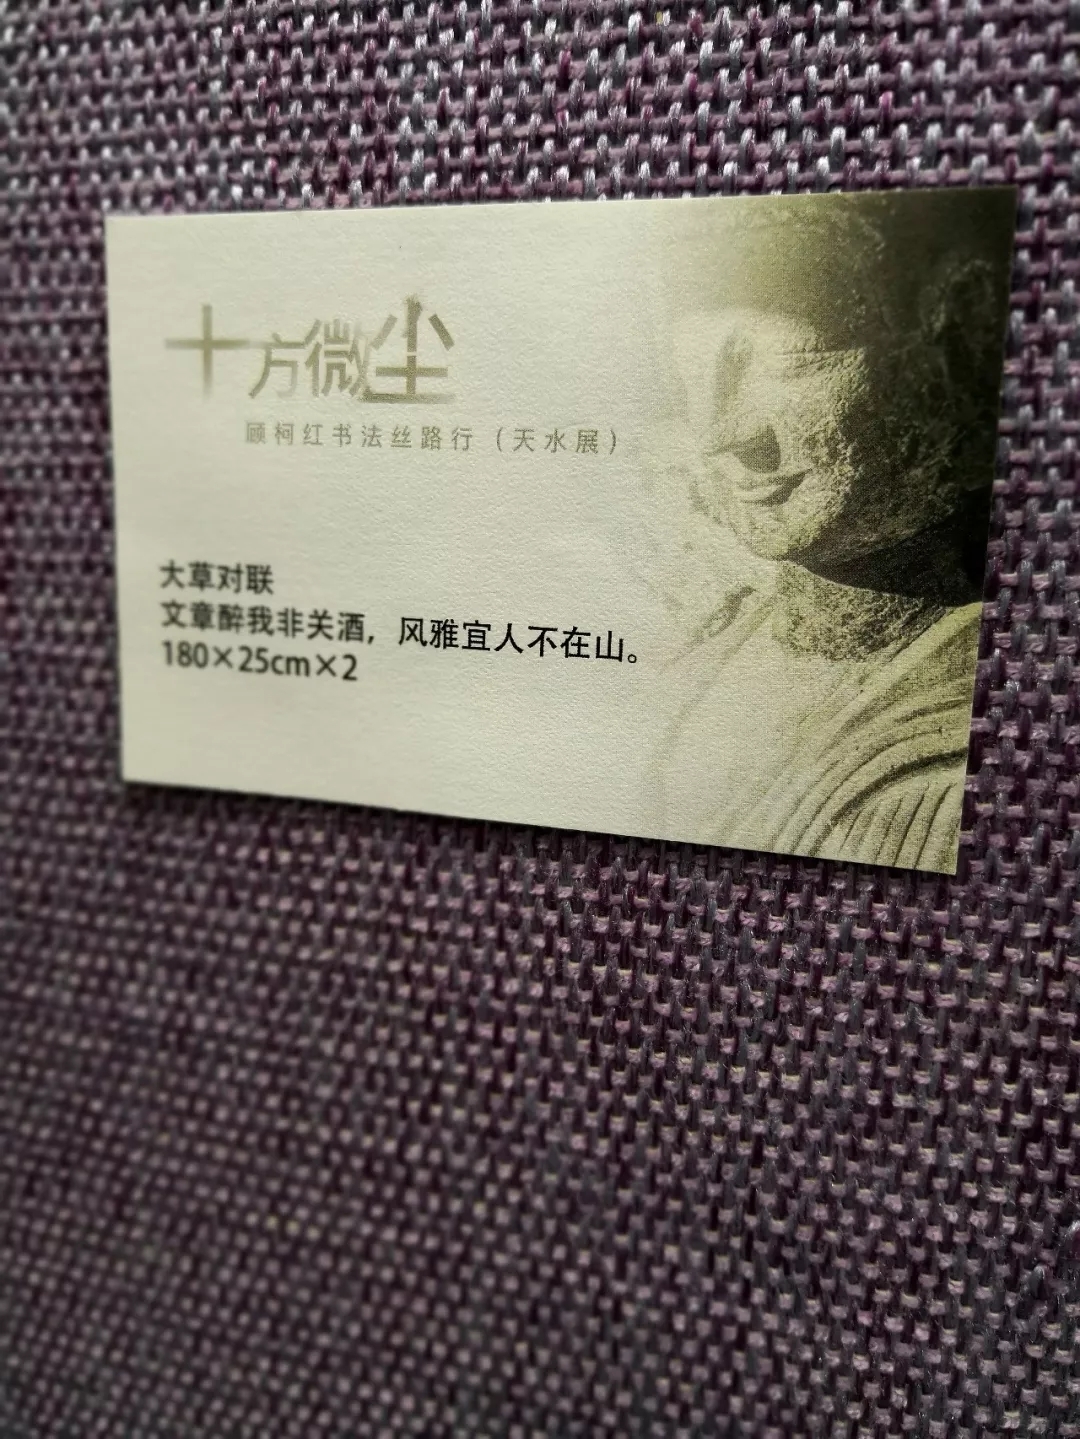 十方微尘
顾柯红书法丝路行（天水展）
大草对联
文章醉我非关酒，风雅宜人不在山。
180×25cm×2